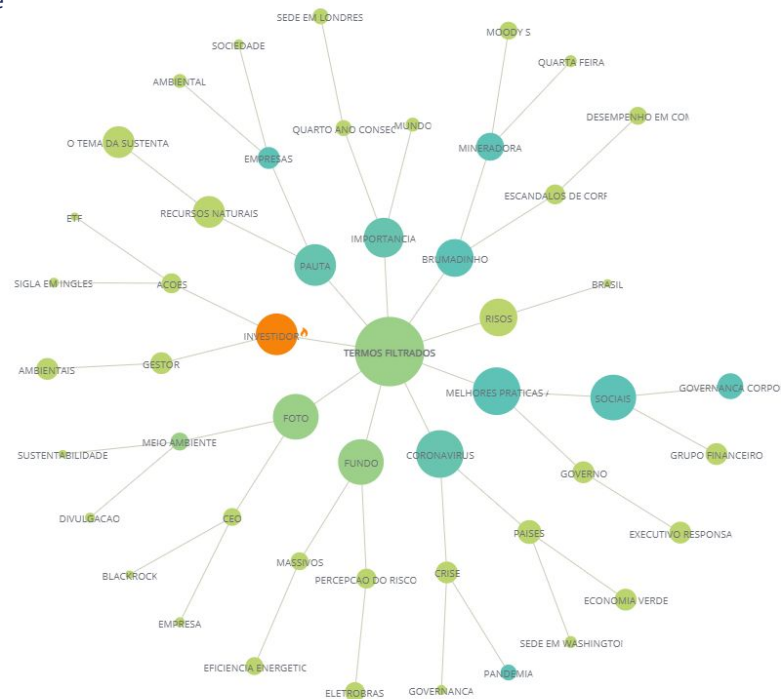 e
SEDE EM LONDRES
MOODY S
SOCIEDADE
QUARTA FEIRA
AMBIENTAL
DESEMPENHO EM COM
QUARTO ANO CONSEC
MUNDO
O TEMA DA SUSTENTA
MINERADORA
EMPRESAS
ESCANDALOS DE CORF
RECURSOS NATURAIS
ETF
IMPORTANCIA
BRUMADINHO
PAUTA
SIGLA EM INGLES
ACOES
BRASIL
RISOS
INVESTIDOR
TERMOS FILTRADOS
GESTOR
AMBIENTAIS
MELHORES PRATICAS A
SOCIAIS
GOVERNANCA CORPO
FOTO
MEIO AMBIENTE
SUSTENTABILIDADE
CORONAVIRUS
GRUPO FINANCEIRO
FUNDO
GOVERNO
DIVULGACAO
CEO
PAISES
EXECUTIVO RESPONSA
MASSIVOS
BLACKROCK
PERCEPCAO DO RISCO
CRISE
ECONOMIA VERDE
EMPRESA
SEDE EM WASHINGTOI
EFICIENCIA ENERGETIC
PANDEMIA
ELETROBRAS
GOVERNANCA